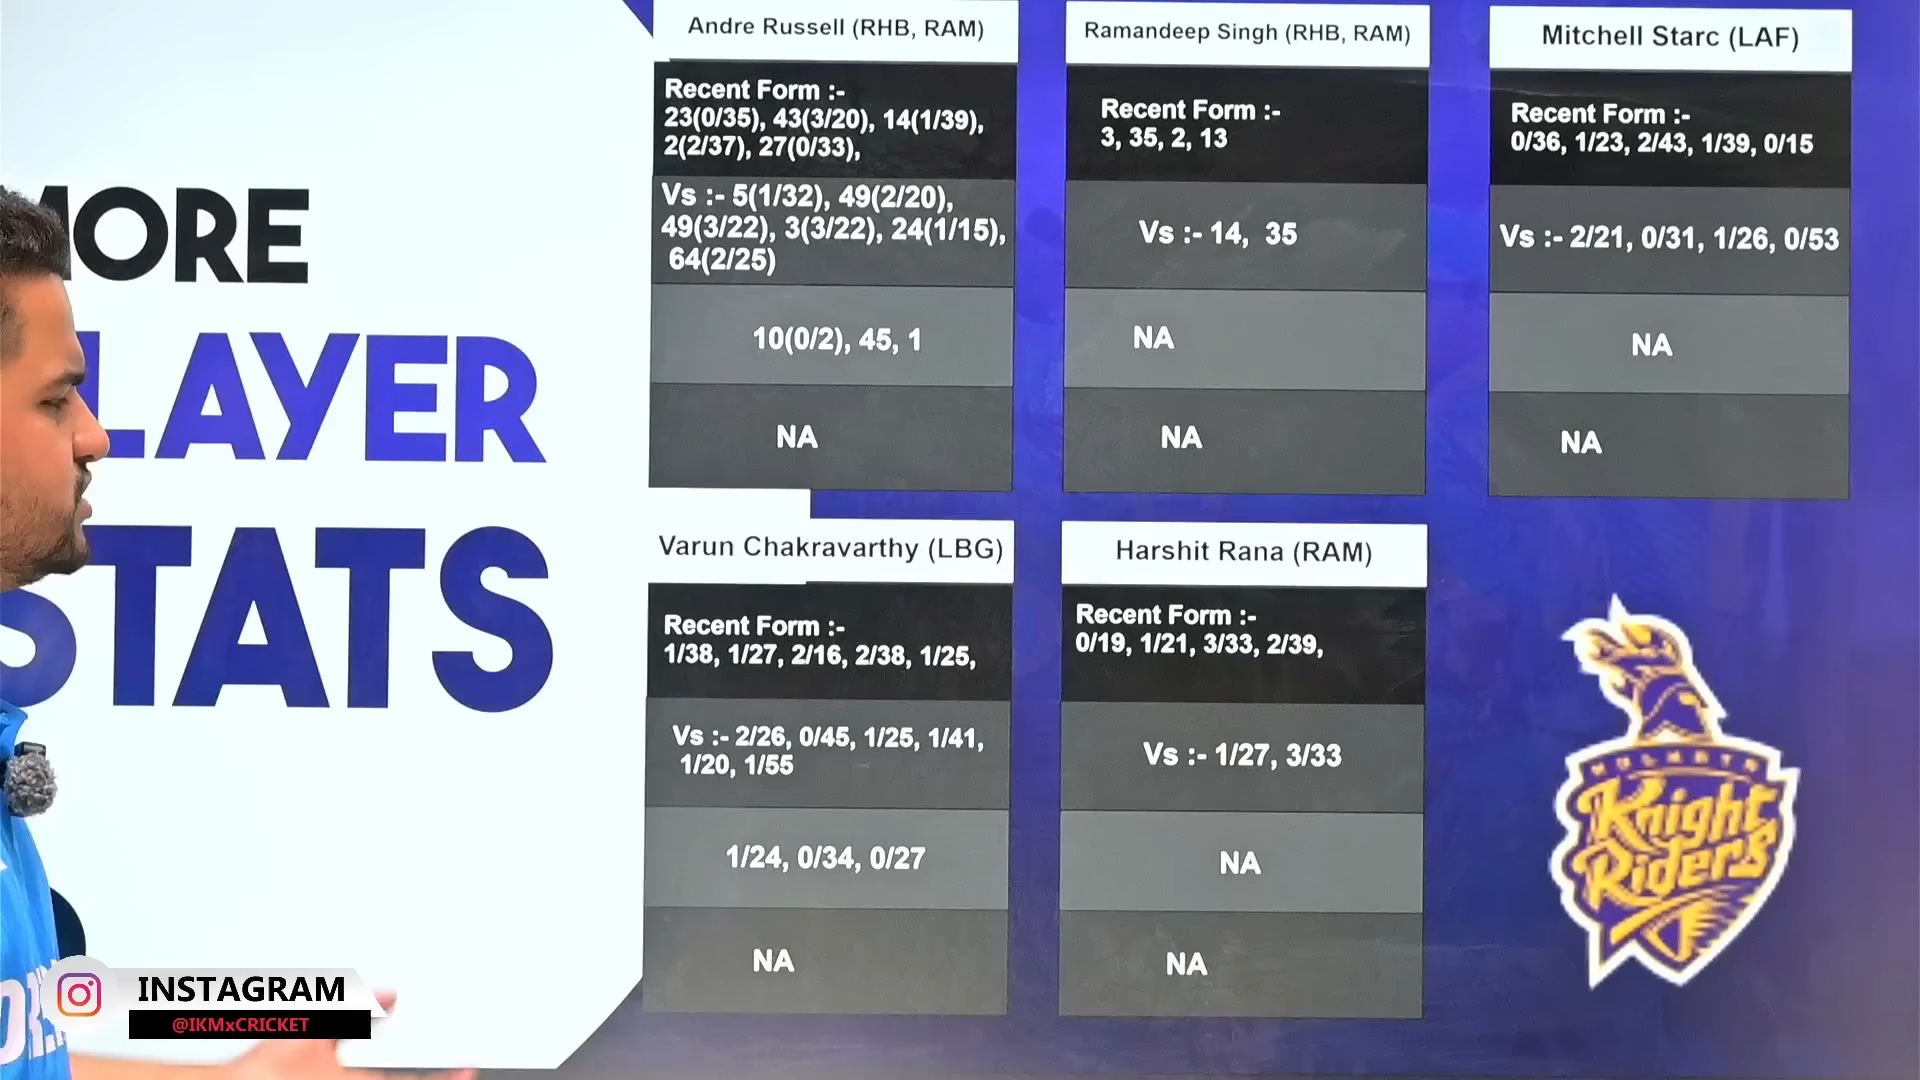 MORE
PLAYER
STATS
Andre Russell (RHB, RAM)
Recent Form :-
23(0/35), 43(3/20), 14(1/39),
2(2/37), 27(0/33),
Vs :- 5(1/32), 49(2/20),
49(3/22), 3(3/22), 24(1/15),
64(2/25)
10(0/2), 45, 1
NA
Ramandeep Singh (RHB, RAM)
Recent Form :-
3, 35, 2, 13
Vs :- 14, 35
NA
NA
Mitchell Starc (LAF)
Recent Form :-
0/36, 1/23, 2/43, 1/39, 0/15
Vs :- 2/21, 0/31, 1/26, 0/53
NA
NA
Varun Chakravarthy (LBG)
Recent Form :-
1/38, 1/27, 2/16, 2/38, 1/25,
Vs :- 2/26, 0/45, 1/25, 1/41,
1/20, 1/55
1/24, 0/34, 0/27
NA
Harshit Rana (RAM)
Recent Form :-
0/19, 1/21, 3/33, 2/39,
Vs :- 1/27, 3/33
NA
NA
KOLKATA
Knight
Riders
INSTAGRAM
@IKMxCRICKET